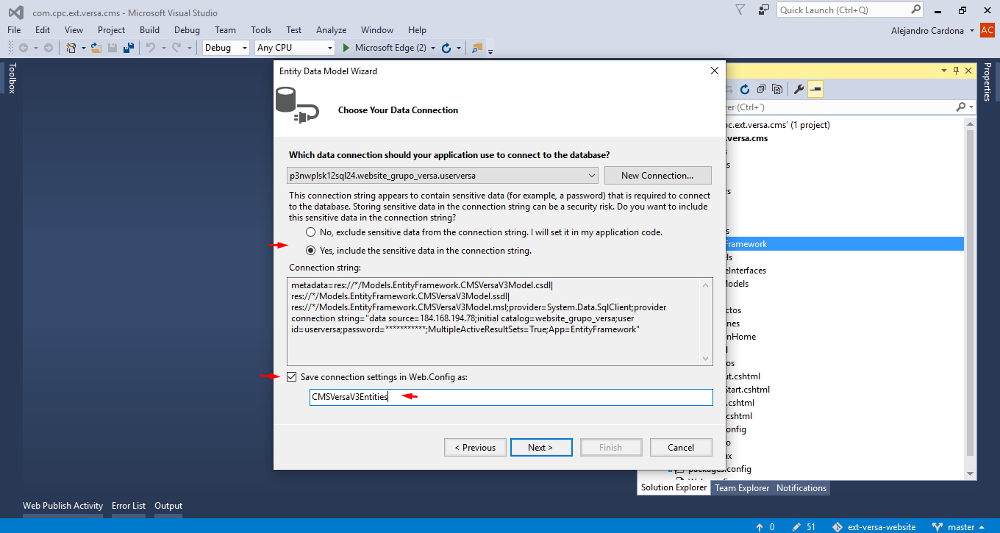 com.cpc.ext.versa.cms - Microsoft Visual Studio
Quick Launch (Ctrl+Q)
File Edit View Project Build Debug Team Tools Test Analyze Window Help
Alejandro Cardona AC
Debug Any CPU Microsoft Edge (2)
Toolbox
Properties
Entity Data Model Wizard
Choose Your Data Connection
Which data connection should your application use to connect to the database?
p3nwplsk12sql24.website_grupo_versa.userversa New Connection...
This connection string appears to contain sensitive data (for example, a password) that is required to connect
to the database. Storing sensitive data in the connection string can be a security risk. Do you want to include
this sensitive data in the connection string?
No, exclude sensitive data from the connection string. I will set it in my application code.
Yes, include the sensitive data in the connection string.
Connection string:
metadata=res://*/Models.EntityFramework.CMSVersaV3Model.csdl|
res://*/Models.EntityFramework.CMSVersaV3Model.ssdl|
res://*/Models.EntityFramework.CMSVersaV3Model.msl;provider=System.Data.SqlClient;provider
connection string="data source=184.168.194.78;initial catalog=website_grupo_versa;user
id=userversa;password=***********;MultipleActiveResultSets=True;App=EntityFramework"
Save connection settings in Web.Config as:
CMSVersaV3Entities
< Previous Next > Finish Cancel
rer (Ctrl+`)
pc.ext.versa.cms' (1 project)
.versa.cms
s
rs
s
Framework
ls
eInterfaces
Models
ctos
ones
onHome
d
os
ut.cshtml
Start.cshtml
.cshtml
cshtml
onfig
o
ax
packages.config
Solution Explorer Team Explorer Notifications
Web Publish Activity Error List Output
0 51 ext-versa-website master